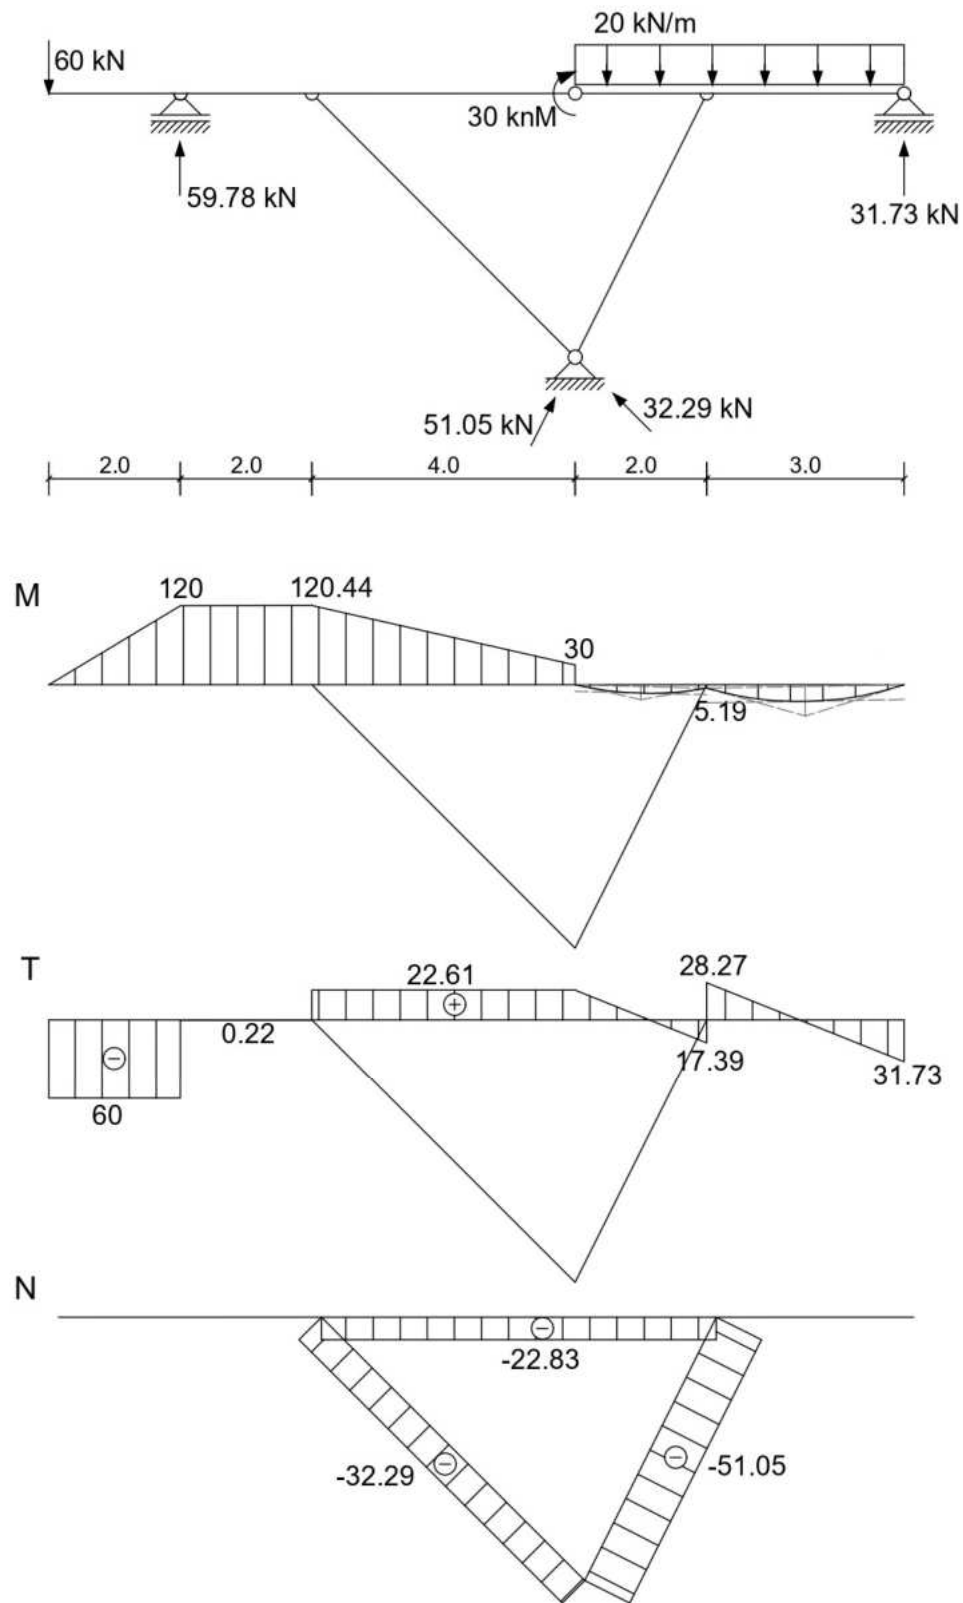 20 kN/m
60 kN
30 knM
59.78 kN
31.73 kN
51.05 kN
32.29 kN
2.0 2.0 4.0 2.0 3.0
M
120 120.44
30
5.19
T
22.61 28.27
0.22
17.39
31.73
60
N
-22.83
-32.29
-51.05